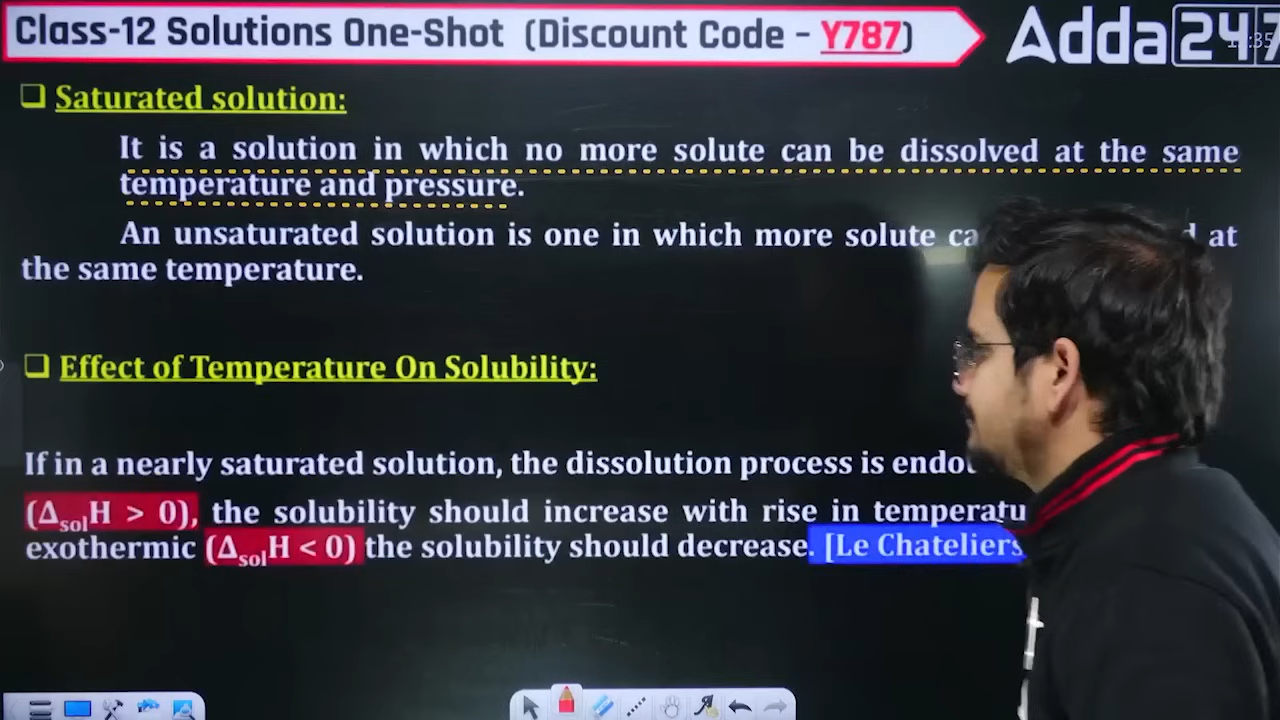 Class-12 Solutions One-Shot (Discount Code - Y787)
Adda 247
Saturated solution:
It is a solution in which no more solute can be dissolved at the same
temperature and pressure.
An unsaturated solution is one in which more solute at
the same temperature.
Effect of Temperature On Solubility:
If in a nearly saturated solution, the dissolution process is
(ΔsolH > 0), the solubility should increase with rise in
exothermic (ΔsolH < 0) the solubility should decrease. [Le Chateliers